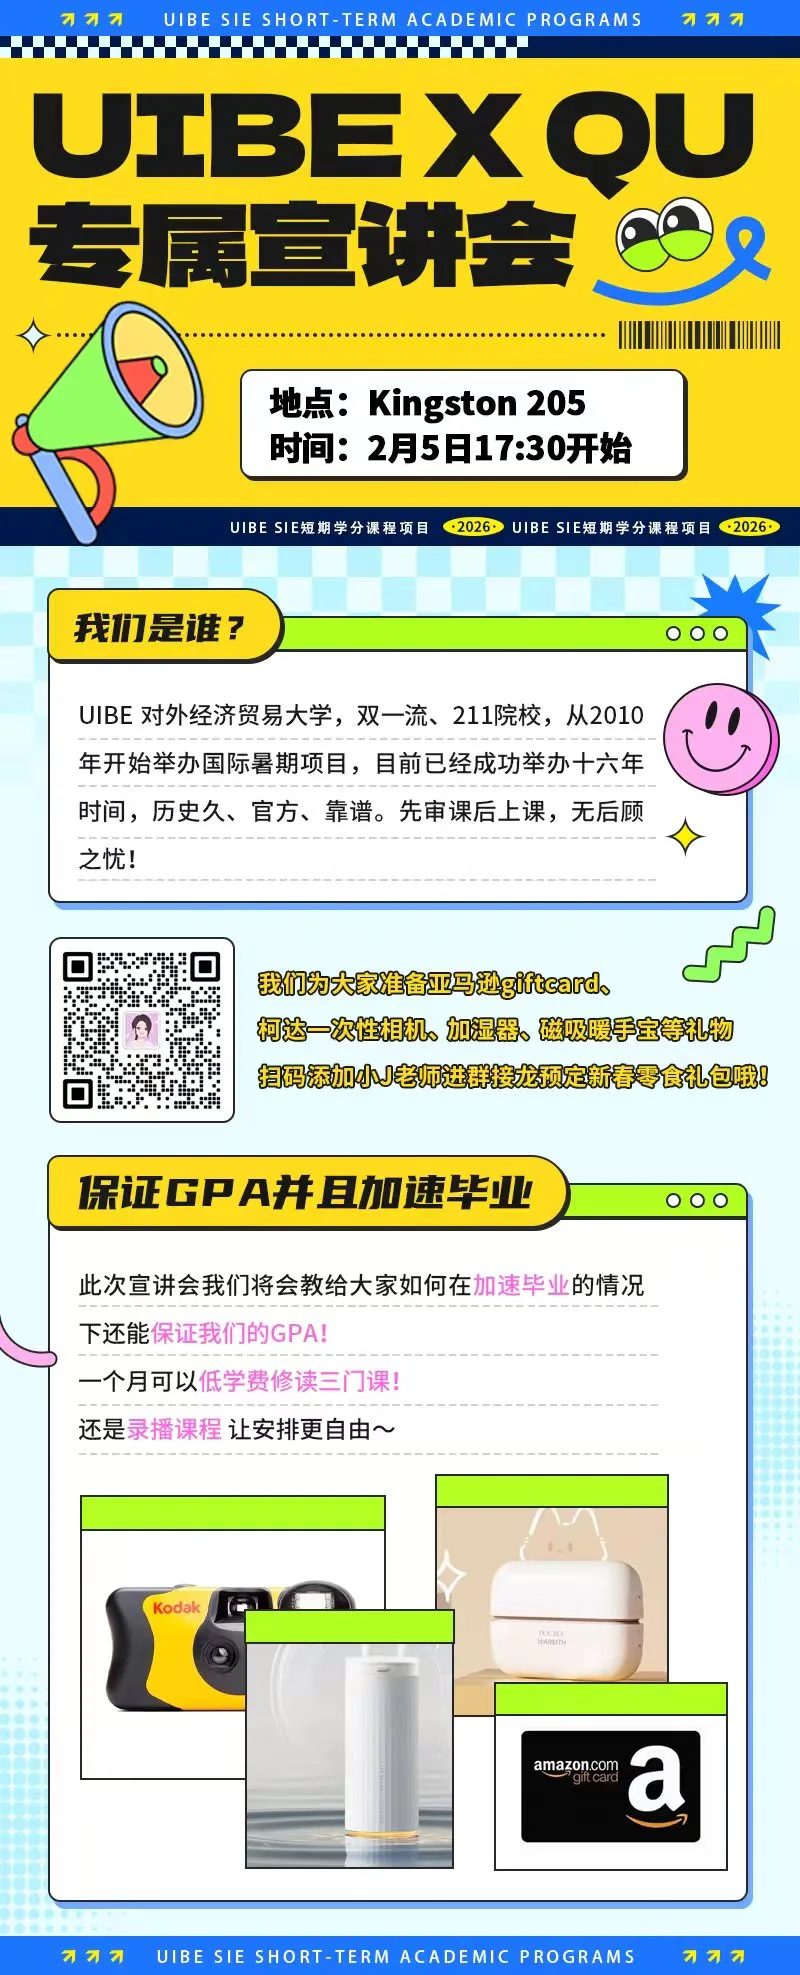 UIBE SIE SHORT-TERM ACADEMIC PROGRAMS
UIBE X QU
专属宣讲会
地点：Kingston 205
时间：2月5日17:30开始
UIBE SIE短期学分课程项目 ·2026· UIBE SIE短期学分课程项目 ·2026·
我们是谁？
UIBE 对外经济贸易大学，双一流、211院校，从2010
年开始举办国际暑期项目，目前已经成功举办十六年
时间，历史久、官方、靠谱。先审课后上课，无后顾
之忧！
我们为大家准备亚马逊giftcard、
柯达一次性相机、加湿器、磁吸暖手宝等礼物
扫码添加小J老师进群接龙预定新春零食礼包哦！
保证GPA并且加速毕业
此次宣讲会我们将会教给大家如何在加速毕业的情况
下还能保证我们的GPA！
一个月可以低学费修读三门课！
还是录播课程 让安排更自由～
Kodak
WARMTH
amazon.com
gift card
a
UIBE SIE SHORT-TERM ACADEMIC PROGRAMS